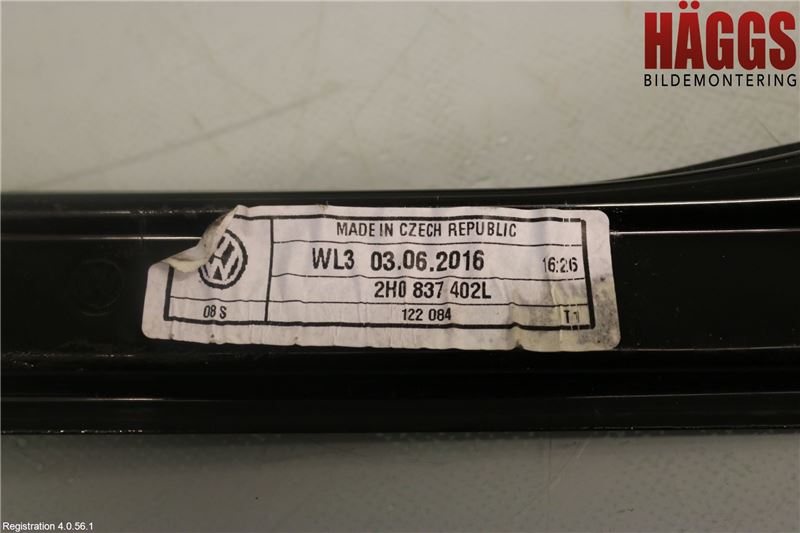 HÄGGS
BILDEMONTERING
MADE IN CZECH REPUBLIC
WL3 03.06.2016 16:26
2H0 837 402L
08 S 122 084 T1
Registration 4.0.56.1